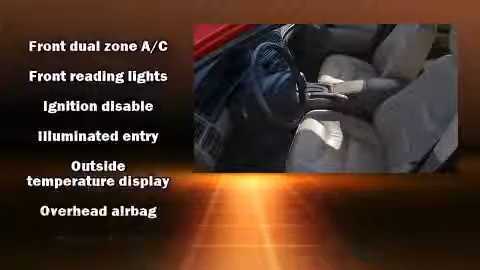 Front dual zone A/C
Front reading lights
Ignition disable
Illuminated entry
Outside
temperature display
Overhead airbag